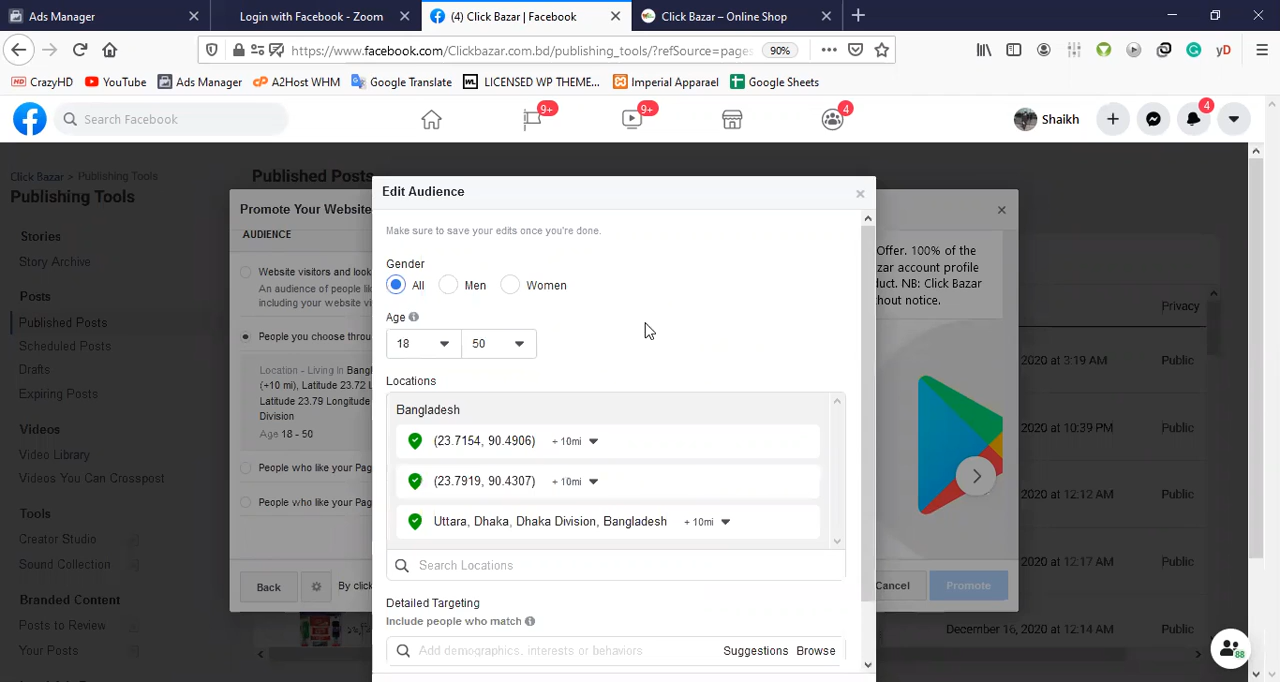 Ads Manager
Login with Facebook - Zoom
(4) Click Bazar | Facebook
Click Bazar – Online Shop
https://www.facebook.com/Clickbazar.com.bd/publishing_tools/?refSource=pages
90%
CrazyHD
YouTube
Ads Manager
A2Host WHM
Google Translate
LICENSED WP THEME...
Imperial Apparael
Google Sheets
Search Facebook
9+
9+
4
Shaikh
4
Click Bazar > Publishing Tools
Publishing Tools
Published Posts
Stories
Story Archive
Posts
Published Posts
Scheduled Posts
Drafts
Expiring Posts
Videos
Video Library
Videos You Can Crosspost
Tools
Creator Studio
Sound Collection
Branded Content
Posts to Review
Your Posts
Promote Your Website
AUDIENCE
Website visitors and look
An audience of people li
including your website vi
People you choose throu
Location - Living In Bang
(+10 mi), Latitude 23.72 L
Latitude 23.79 Longitude
Division
Age 18 - 50
People who like your Pag
People who like your Pag
Back
By click
Edit Audience
Make sure to save your edits once you're done.
Gender
All
Men
Women
Age
18
50
Locations
Bangladesh
(23.7154, 90.4906) + 10mi
(23.7919, 90.4307) + 10mi
Uttara, Dhaka, Dhaka Division, Bangladesh + 10mi
Search Locations
Detailed Targeting
Include people who match
Add demographics, interests or behaviors
Suggestions
Browse
Offer. 100% of the
zar account profile
duct. NB: Click Bazar
hout notice.
Cancel
Promote
Privacy
2020 at 3:19 AM
Public
2020 at 10:39 PM
Public
2020 at 12:12 AM
Public
2020 at 1:17 AM
Public
December 16, 2020 at 12:14 AM
Public
88